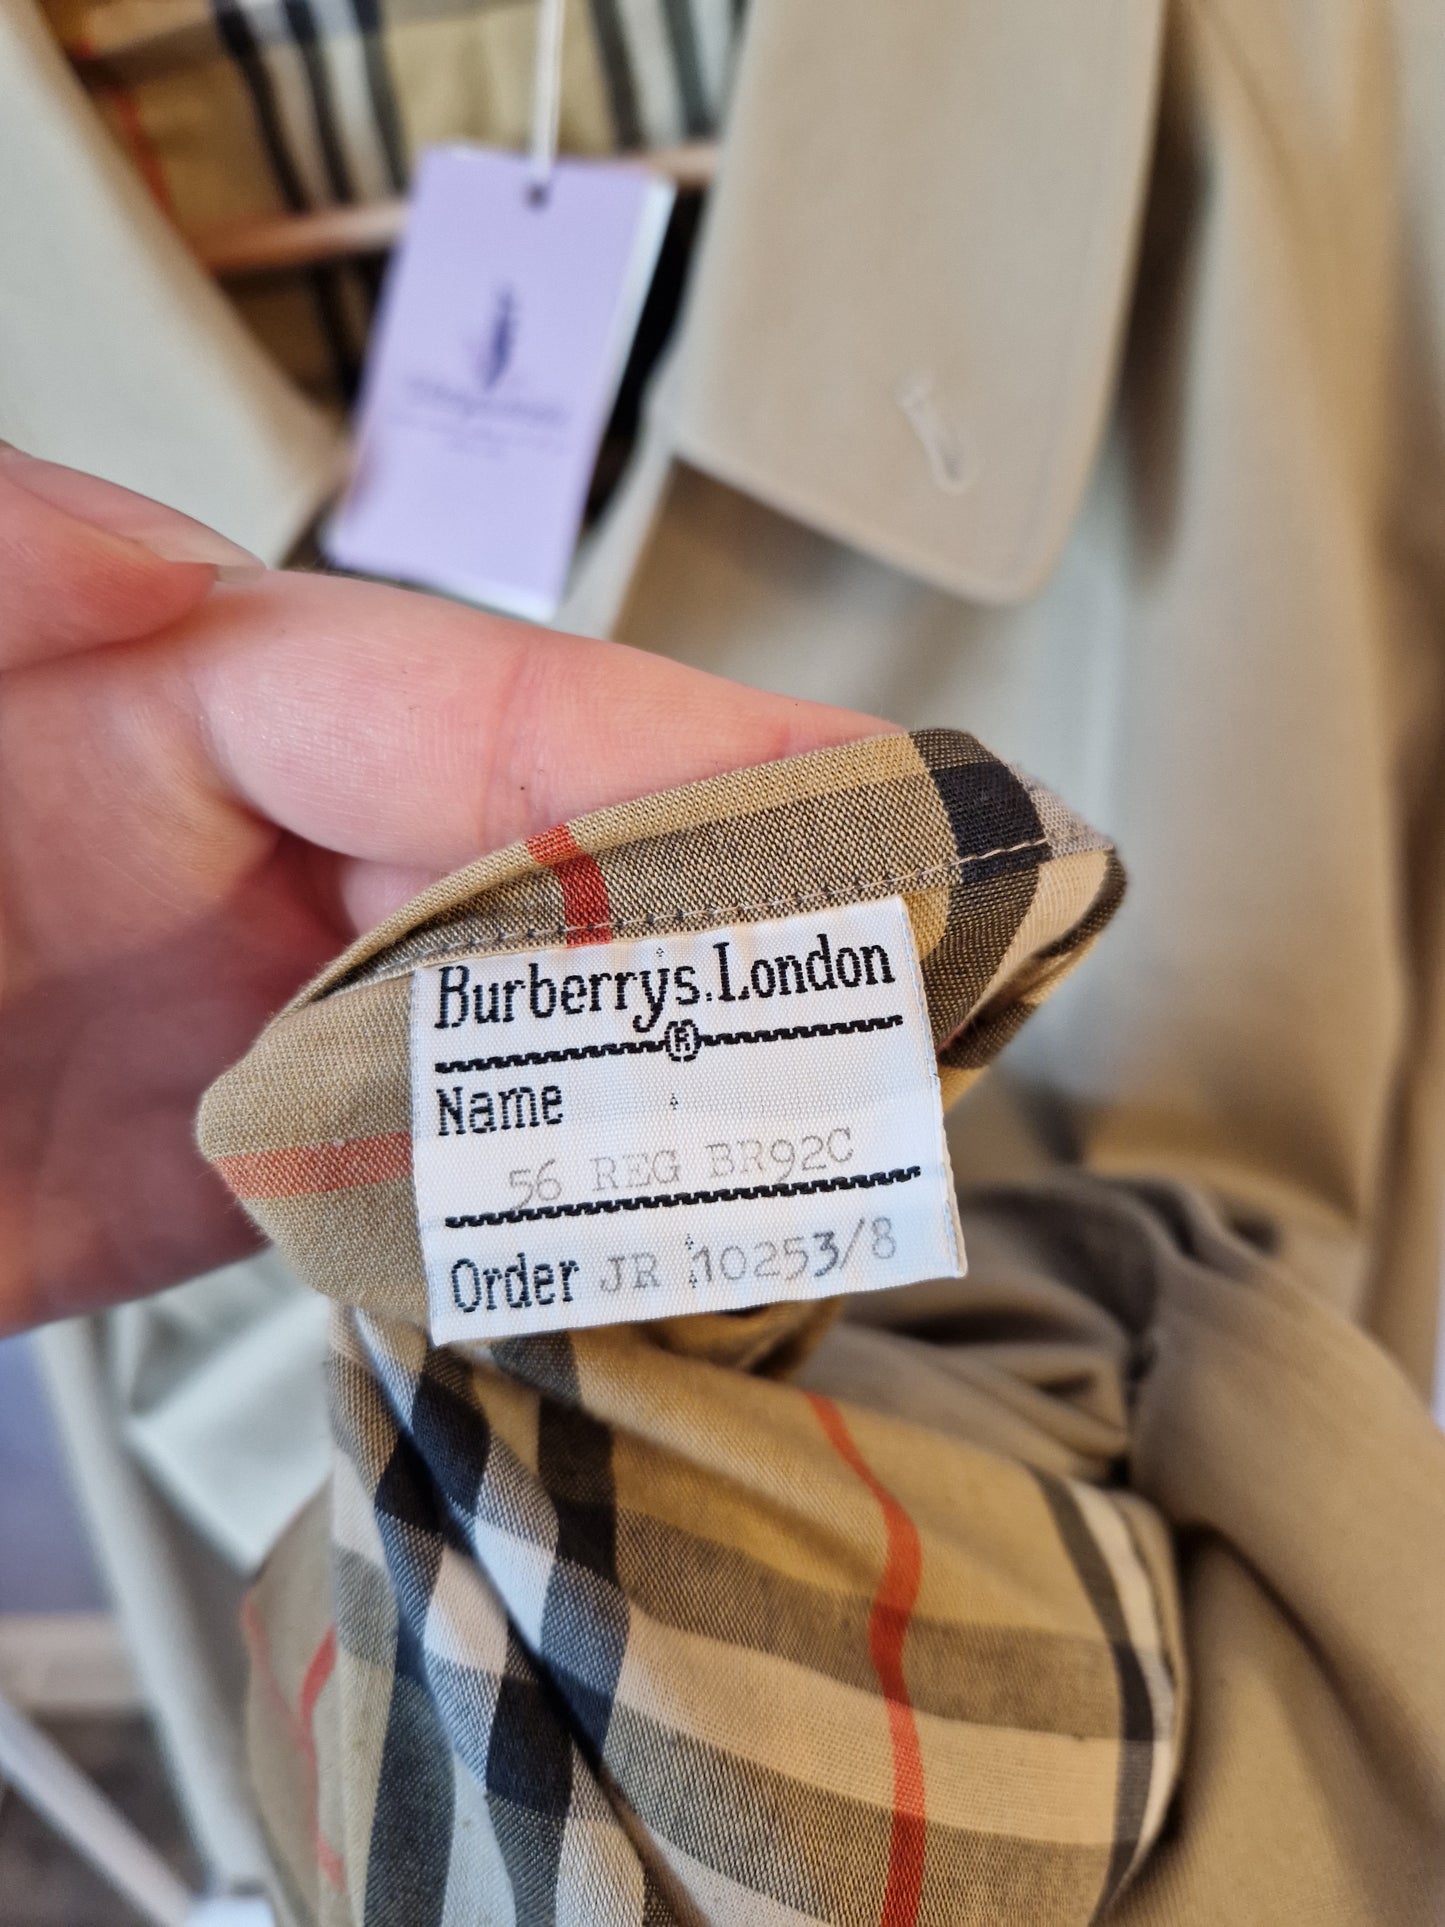 Burberrys. London
®
Name
56 REG BR92C
Order JR 10253/8